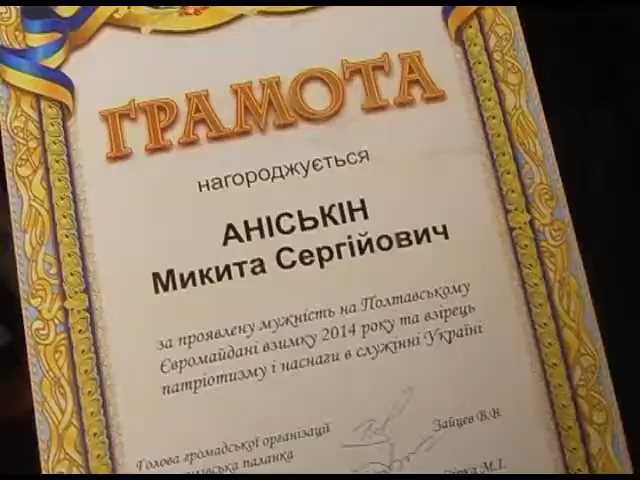 ГРАМОТА
нагороджується
АНІСЬКІН
Микита Сергійович
за проявлену мужність на Полтавському
Євромайдані взимку 2014 року та взірець
патріотизму і наснаги в служінні Україні
Голова громадської організації
Зайцев В.В.
паланка
М.І.